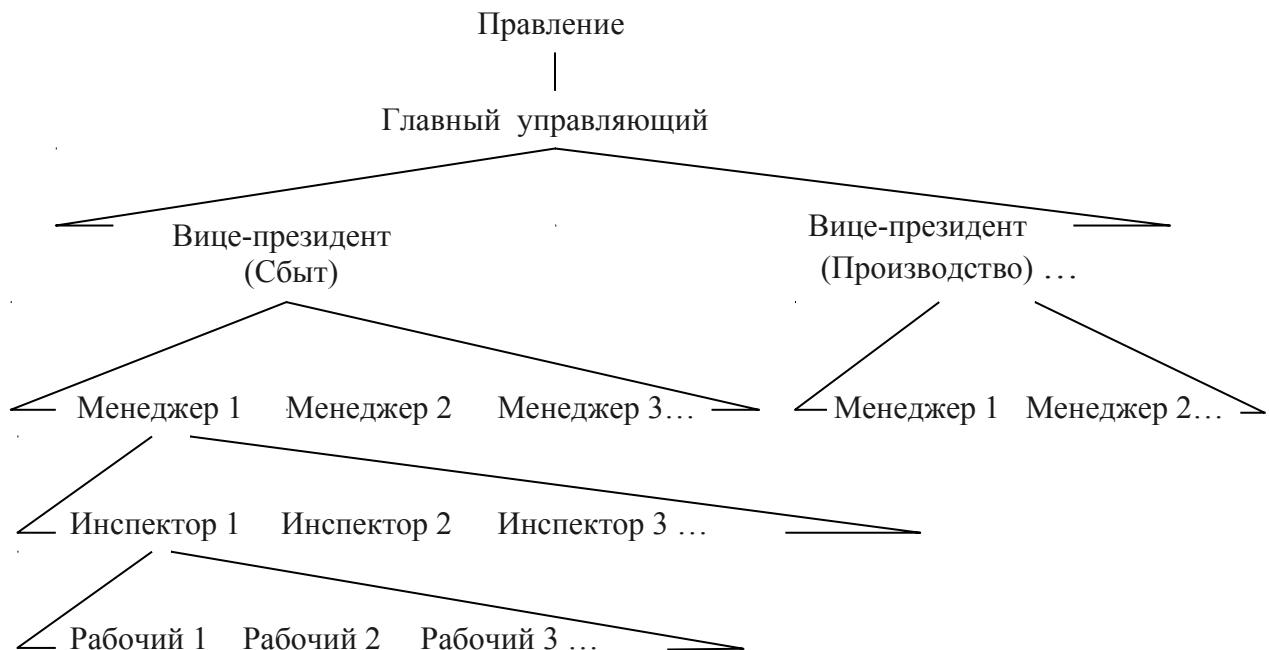 Правление
Главный управляющий
Вице-президент Вице-президент
(Сбыт) (Производство) …
Менеджер 1 Менеджер 2 Менеджер 3… Менеджер 1 Менеджер 2…
Инспектор 1 Инспектор 2 Инспектор 3 …
Рабочий 1 Рабочий 2 Рабочий 3 …